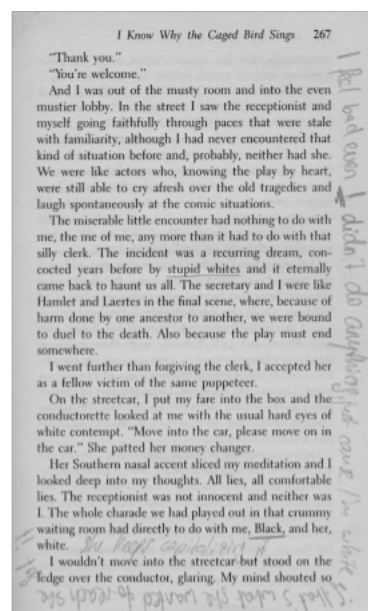 I Know Why the Caged Bird Sings 267
"Thank you."
"You're welcome."
And I was out of the musty room and into the even
mustier lobby. In the street I saw the receptionist and
myself going faithfully through paces that were stale
with familiarity, although I had never encountered that
kind of situation before and, probably, neither had she.
We were like actors who, knowing the play by heart,
were still able to cry afresh over the old tragedies and
laugh spontaneously at the comic situations.
The miserable little encounter had nothing to do with
me, the me of me, any more than it had to do with that
silly clerk. The incident was a recurring dream, con-
cocted years before by stupid whites and it eternally
came back to haunt us all. The secretary and I were like
Hamlet and Laertes in the final scene, where, because of
harm done by one ancestor to another, we were bound
to duel to the death. Also because the play must end
somewhere.
I went further than forgiving the clerk, I accepted her
as a fellow victim of the same puppeteer.
On the streetcar, I put my fare into the box and the
conductorette looked at me with the usual hard eyes of
white contempt. "Move into the car, please move on in
the car." She patted her money changer.
Her Southern nasal accent sliced my meditation and I
looked deep into my thoughts. All lies, all comfortable
lies. The receptionist was not innocent and neither was
I. The whole charade we had played out in that crummy
waiting room had directly to do with me, Black, and her,
white. She keeps capitalizing it
I wouldn't move into the streetcar but stood on the
ledge over the conductor, glaring. My mind shouted so
I feel bad even I didn't do anything but cause I'm white
that's what she wanted to teach she